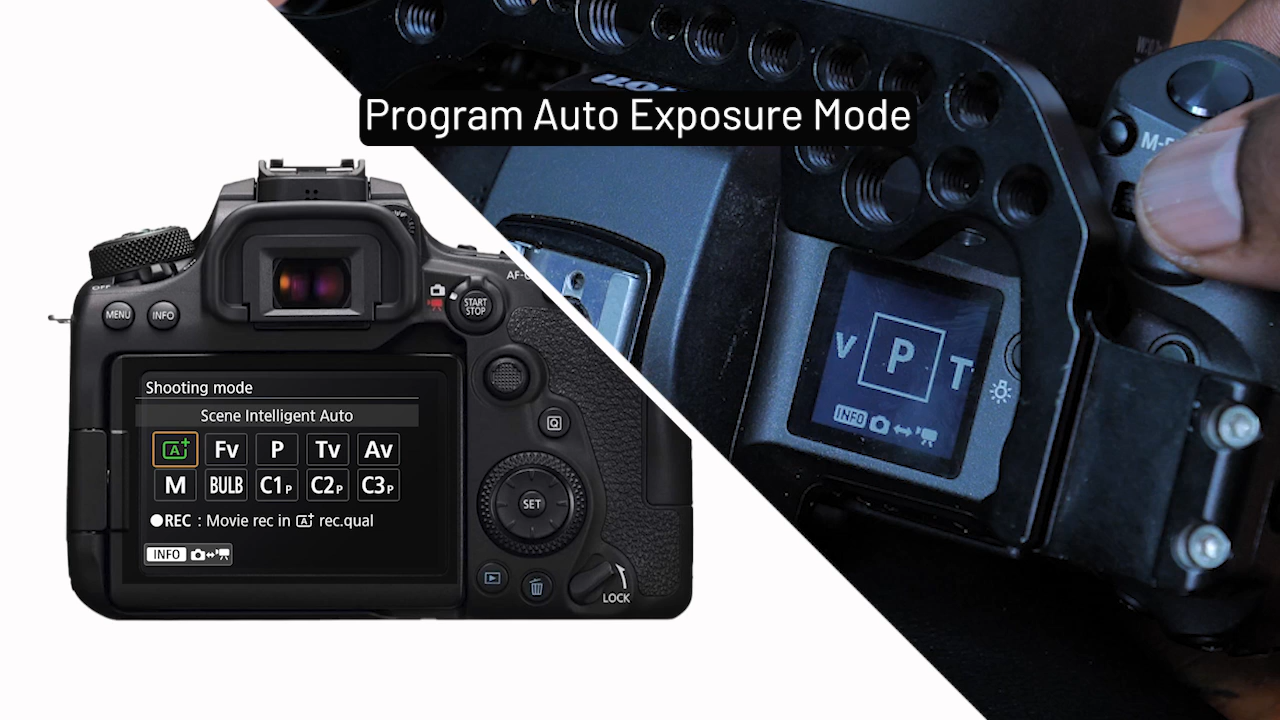 Program Auto Exposure Mode
OFF
MENU
INFO
START
STOP
Shooting mode
Scene Intelligent Auto
A+ Fv P Tv Av
M BULB C1P C2P C3P
●REC : Movie rec in A+ rec.qual
INFO
Q
SET
LOCK
V P T
INFO